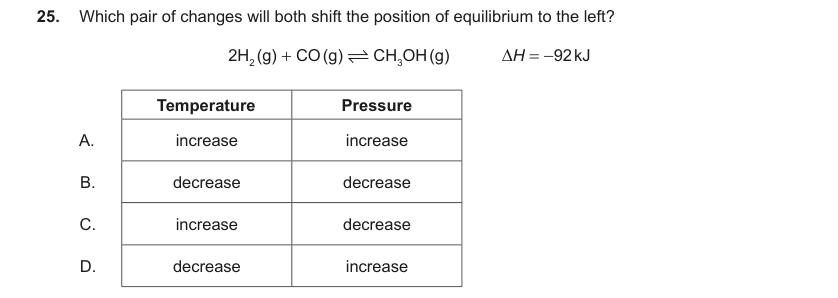 25. Which pair of changes will both shift the position of equilibrium to the left?
2H₂(g) + CO(g) ⇌ CH₃OH(g) ΔH = −92 kJ
Temperature Pressure
A. increase increase
B. decrease decrease
C. increase decrease
D. decrease increase